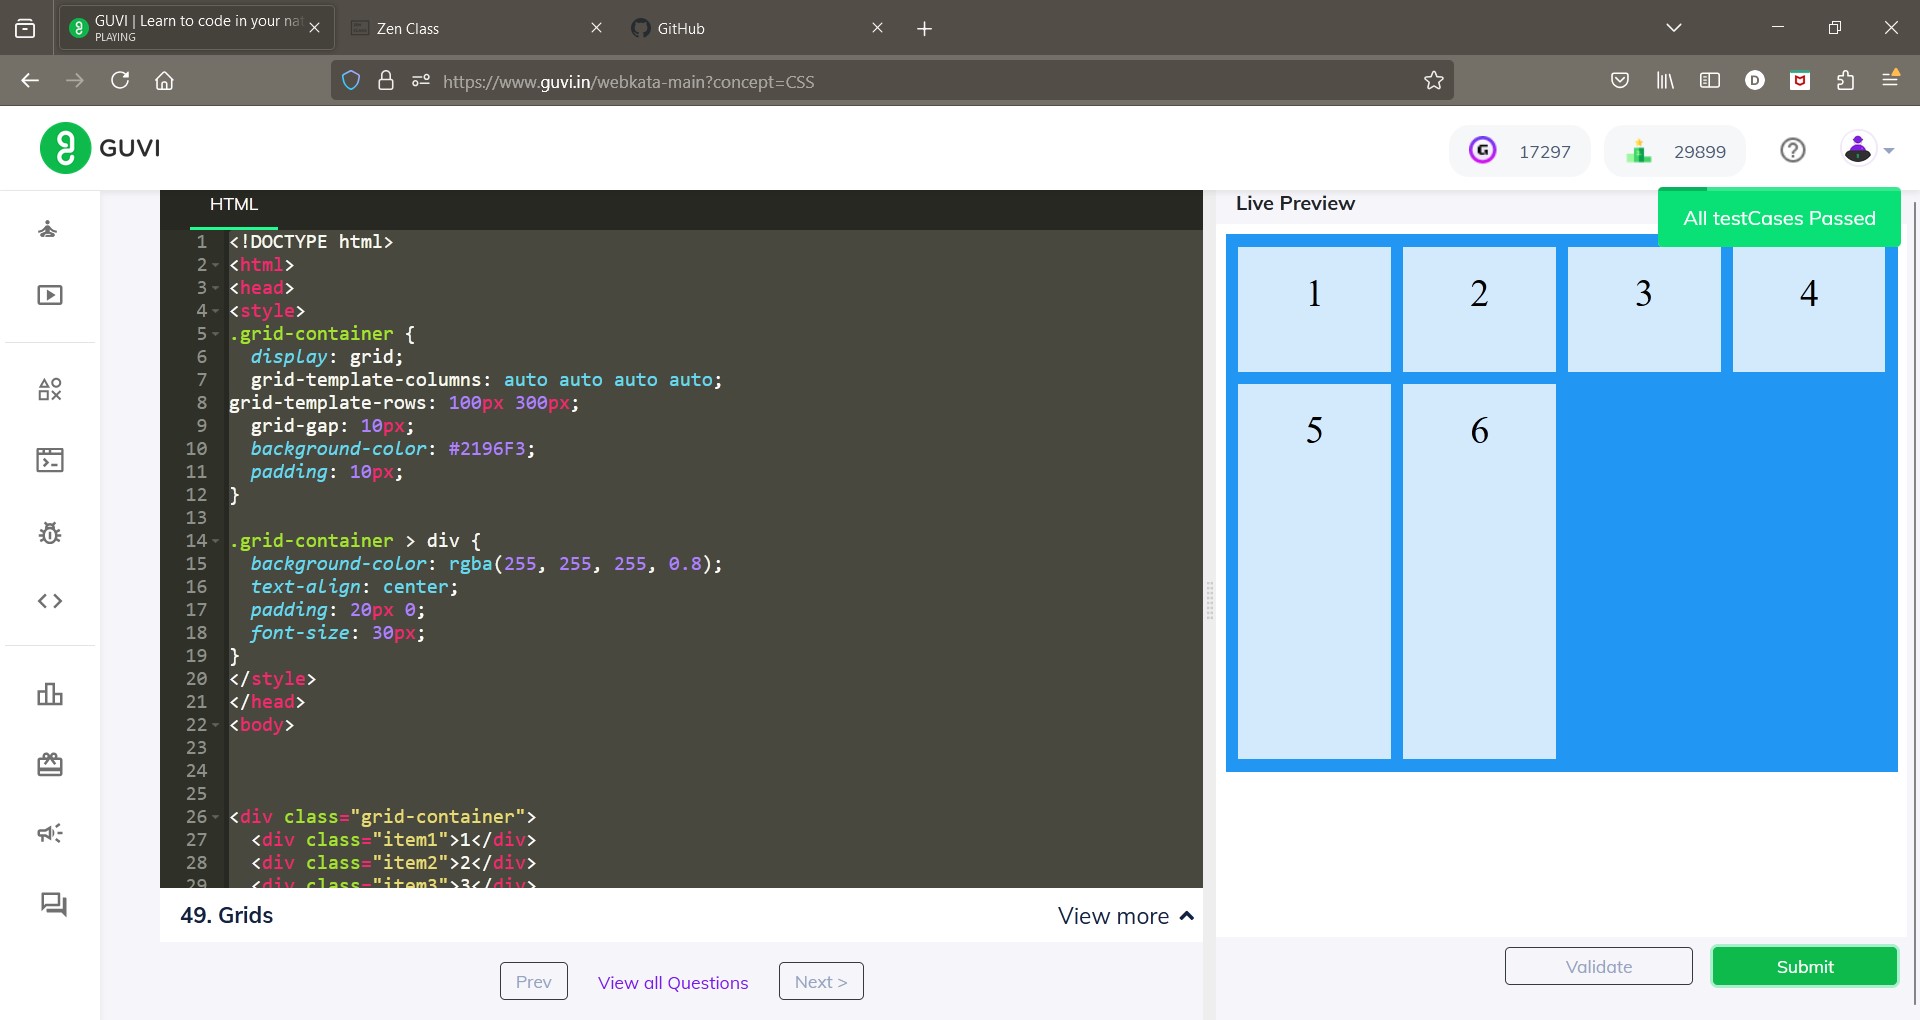 GUVI | Learn to code in your nat
PLAYING
Zen Class
GitHub
https://www.guvi.in/webkata-main?concept=CSS
D
GUVI
G
17297
29899
HTML
1 <!DOCTYPE html>
2 <html>
3 <head>
4 <style>
5 .grid-container {
6 display: grid;
7 grid-template-columns: auto auto auto auto;
8 grid-template-rows: 100px 300px;
9 grid-gap: 10px;
10 background-color: #2196F3;
11 padding: 10px;
12 }
13
14 .grid-container > div {
15 background-color: rgba(255, 255, 255, 0.8);
16 text-align: center;
17 padding: 20px 0;
18 font-size: 30px;
19 }
20 </style>
21 </head>
22 <body>
23
24
25
26 <div class="grid-container">
27 <div class="item1">1</div>
28 <div class="item2">2</div>
29 <div class="item3">3</div>
Live Preview
All testCases Passed
1 2 3 4
5 6
49. Grids
View more
Prev
View all Questions
Next >
Validate
Submit